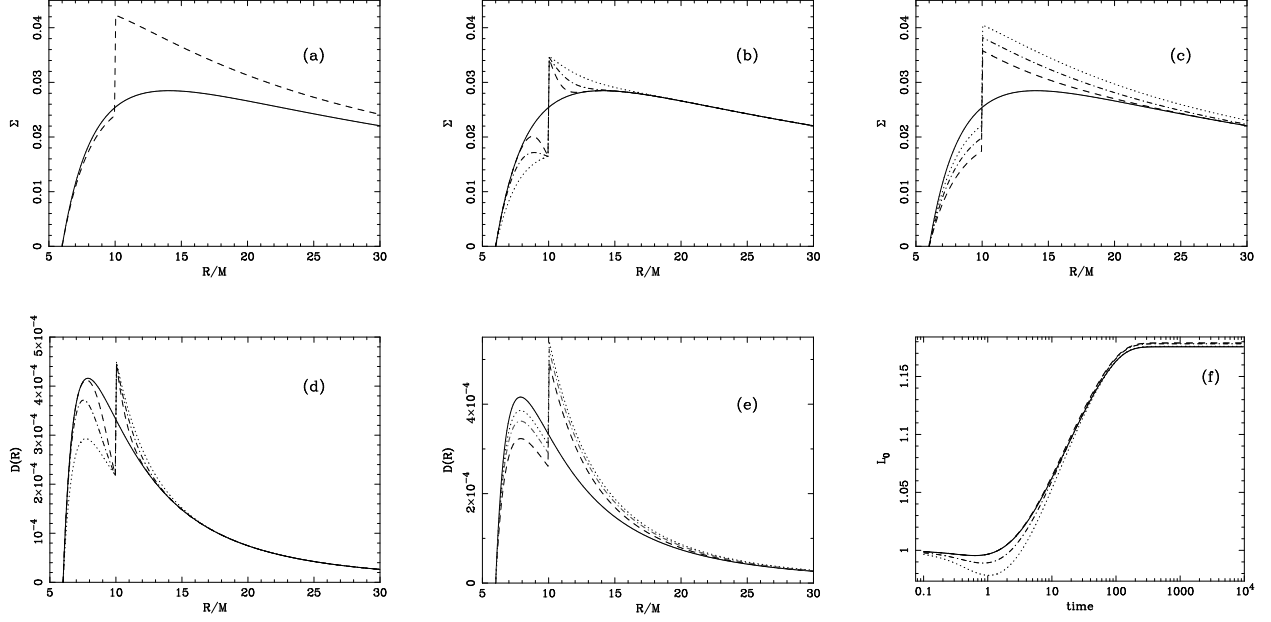 0.04
0.03
0.02
0.01
0
Σ
(a)
5 10 15 20 25 30
R/M
0.04
0.03
0.02
0.01
0
Σ
(b)
5 10 15 20 25 30
R/M
0.04
0.03
0.02
0.01
0
Σ
(c)
5 10 15 20 25 30
R/M
5×10⁻⁴
4×10⁻⁴
3×10⁻⁴
2×10⁻⁴
10⁻⁴
0
D(R)
(d)
5 10 15 20 25 30
R/M
4×10⁻⁴
2×10⁻⁴
0
D(R)
(e)
5 10 15 20 25 30
R/M
1.15
1.1
1.05
1
L₀
(f)
0.1 1 10 100 1000 10⁴
time